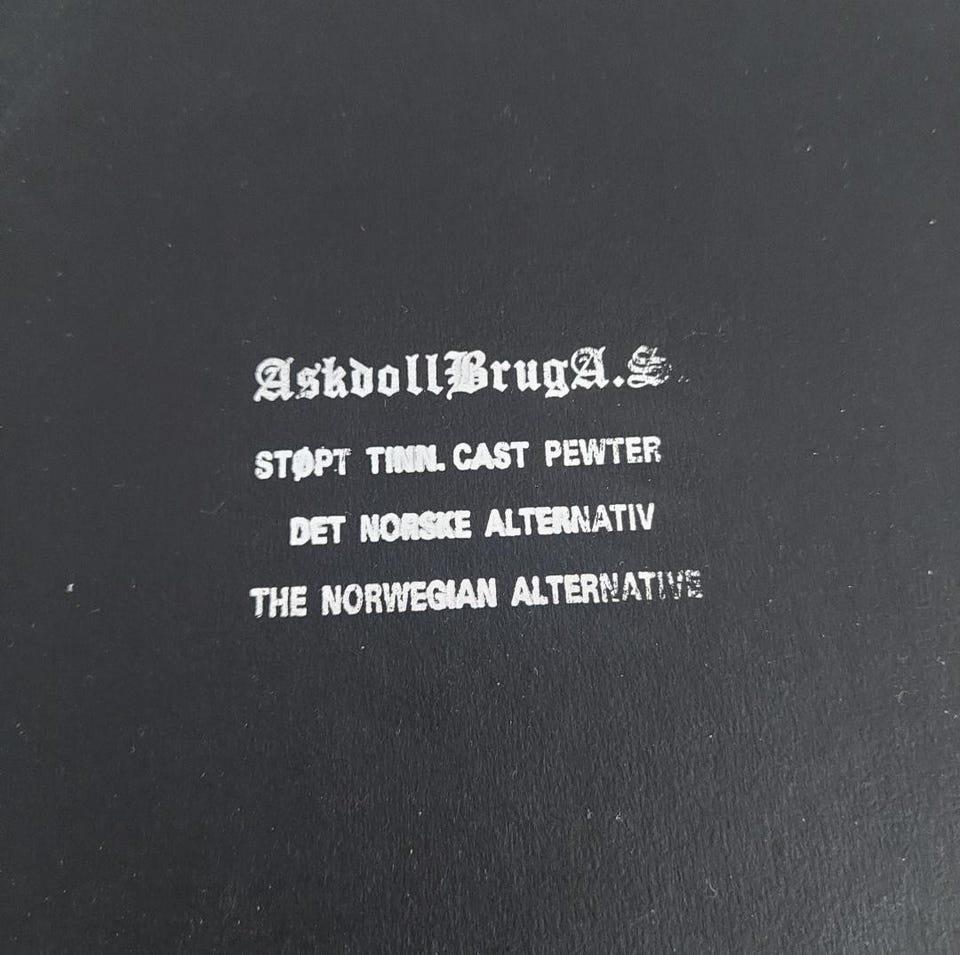 AskdollBrugA.S.
STØPT TINN. CAST PEWTER
DET NORSKE ALTERNATIV
THE NORWEGIAN ALTERNATIVE